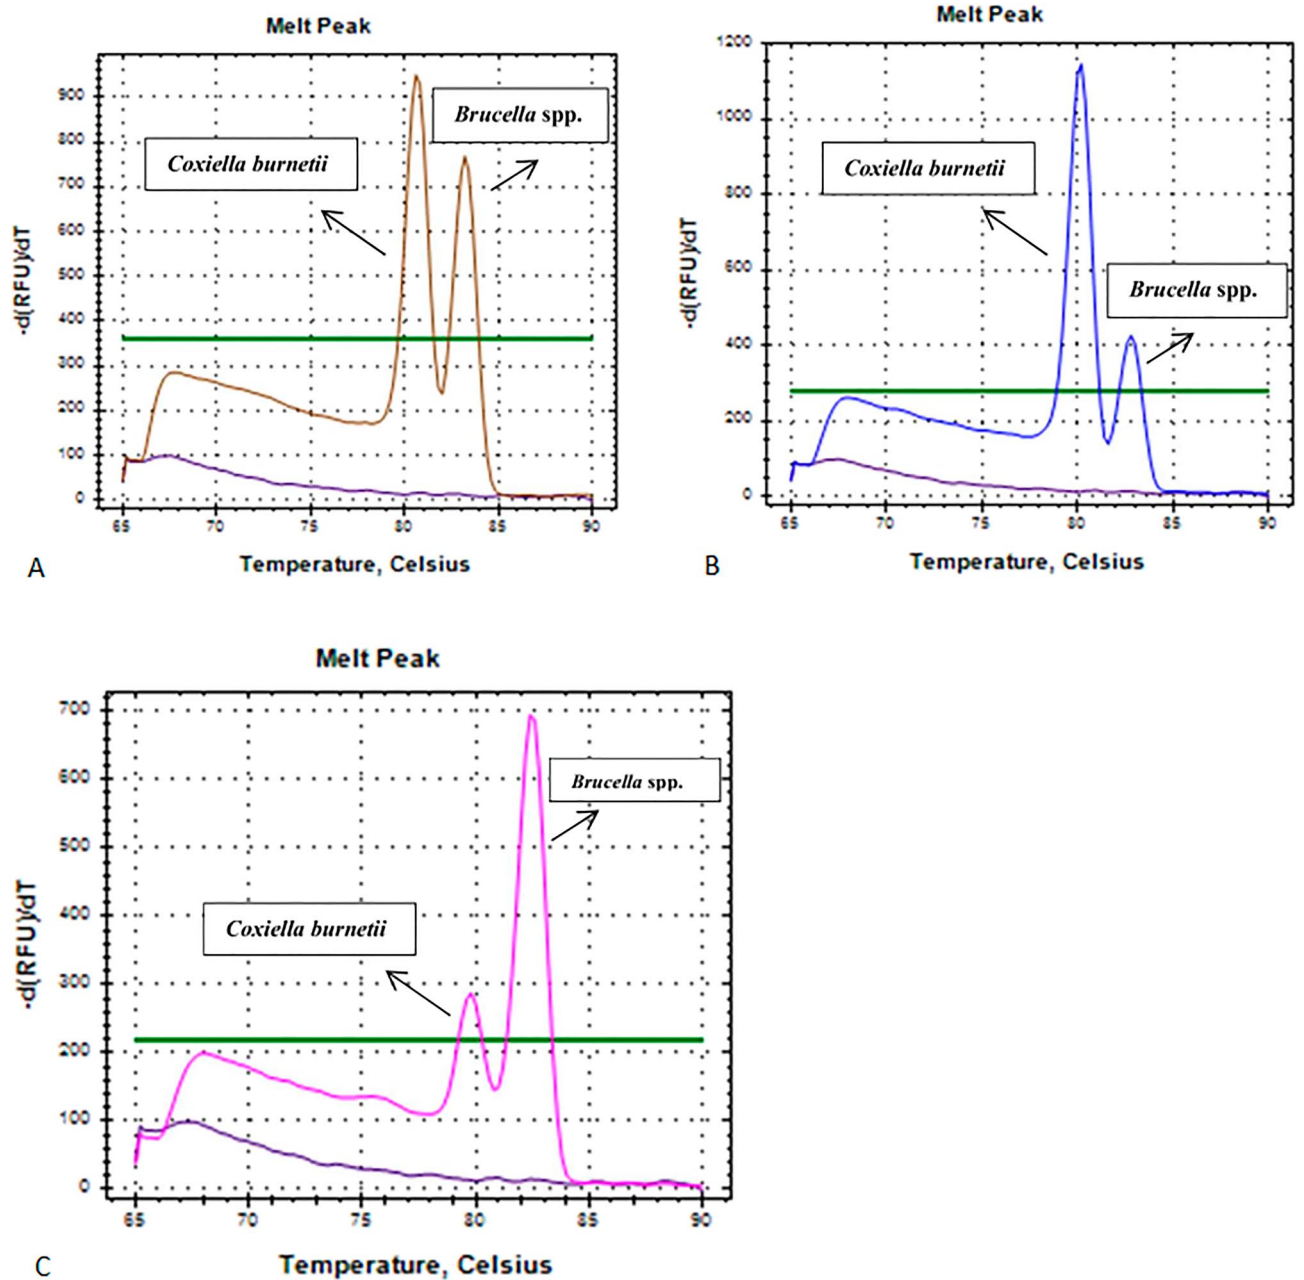 Melt Peak
900
800
700
600
500
400
300
200
100
0
-d(RFU)/dT
Coxiella burnetii
Brucella spp.
65 70 75 80 85 90
Temperature, Celsius
A
Melt Peak
1200
1000
800
600
400
200
0
-d(RFU)/dT
Coxiella burnetii
Brucella spp.
65 70 75 80 85 90
Temperature, Celsius
B
Melt Peak
700
600
500
400
300
200
100
0
-d(RFU)/dT
Brucella spp.
Coxiella burnetii
65 70 75 80 85 90
Temperature, Celsius
C